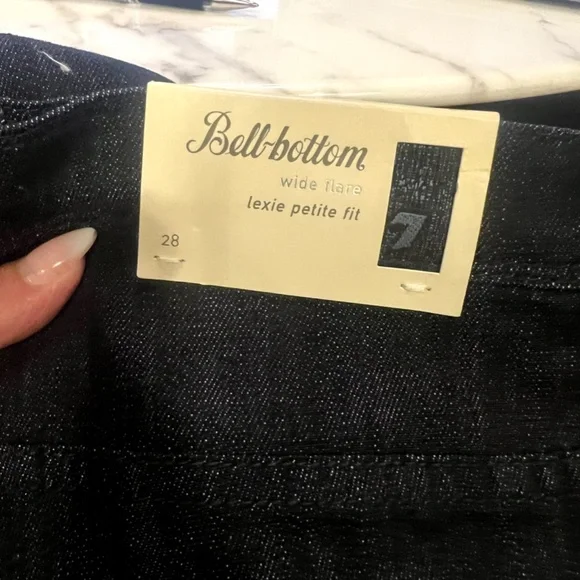 Bell-bottom
wide flare
lexie petite fit
28
7